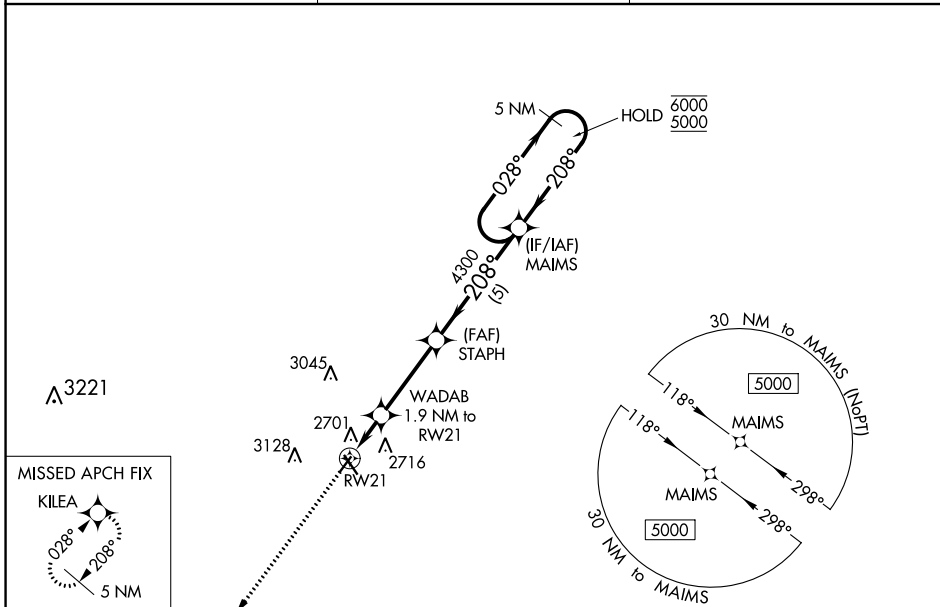 5 NM
HOLD
6000
5000
028°
208°
(IF/IAF)
MAIMS
4300
208°
(5)
(FAF)
STAPH
3045
3221
WADAB
1.9 NM to
RW21
2701
3128
2716
RW21
MISSED APCH FIX
KILEA
028°
208°
5 NM
30 NM to MAIMS (NoPT)
5000
118°
MAIMS
298°
118°
MAIMS
298°
5000
30 NM to MAIMS